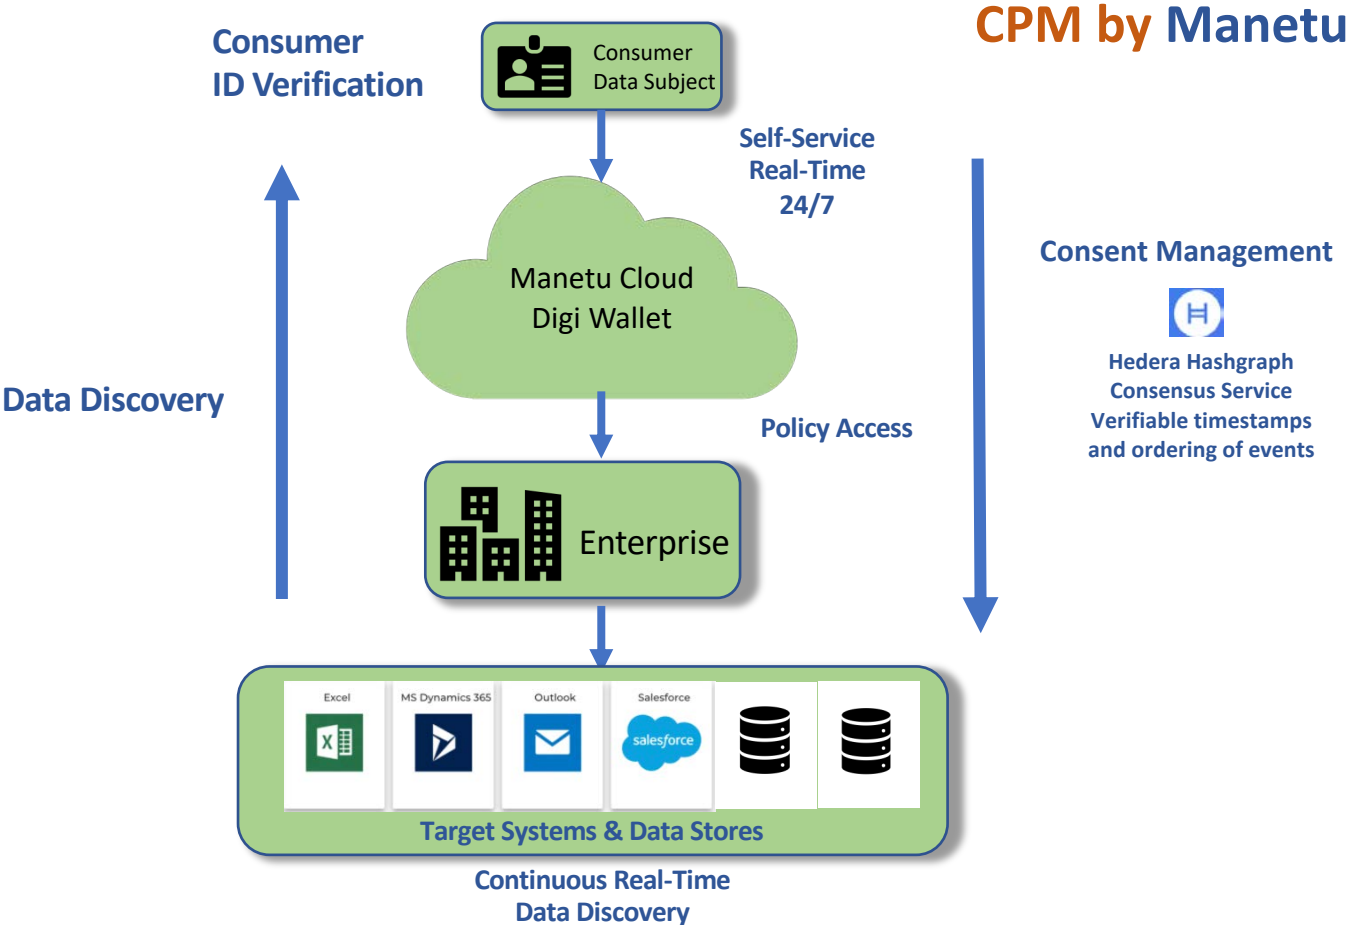 CPM by Manetu
Consumer
ID Verification
Consumer
Data Subject
Self-Service
Real-Time
24/7
Manetu Cloud
Digi Wallet
Consent Management
Hedera Hashgraph
Consensus Service
Verifiable timestamps
and ordering of events
Data Discovery
Policy Access
Enterprise
Excel
MS Dynamics 365
Outlook
Salesforce
salesforce
Target Systems & Data Stores
Continuous Real-Time
Data Discovery